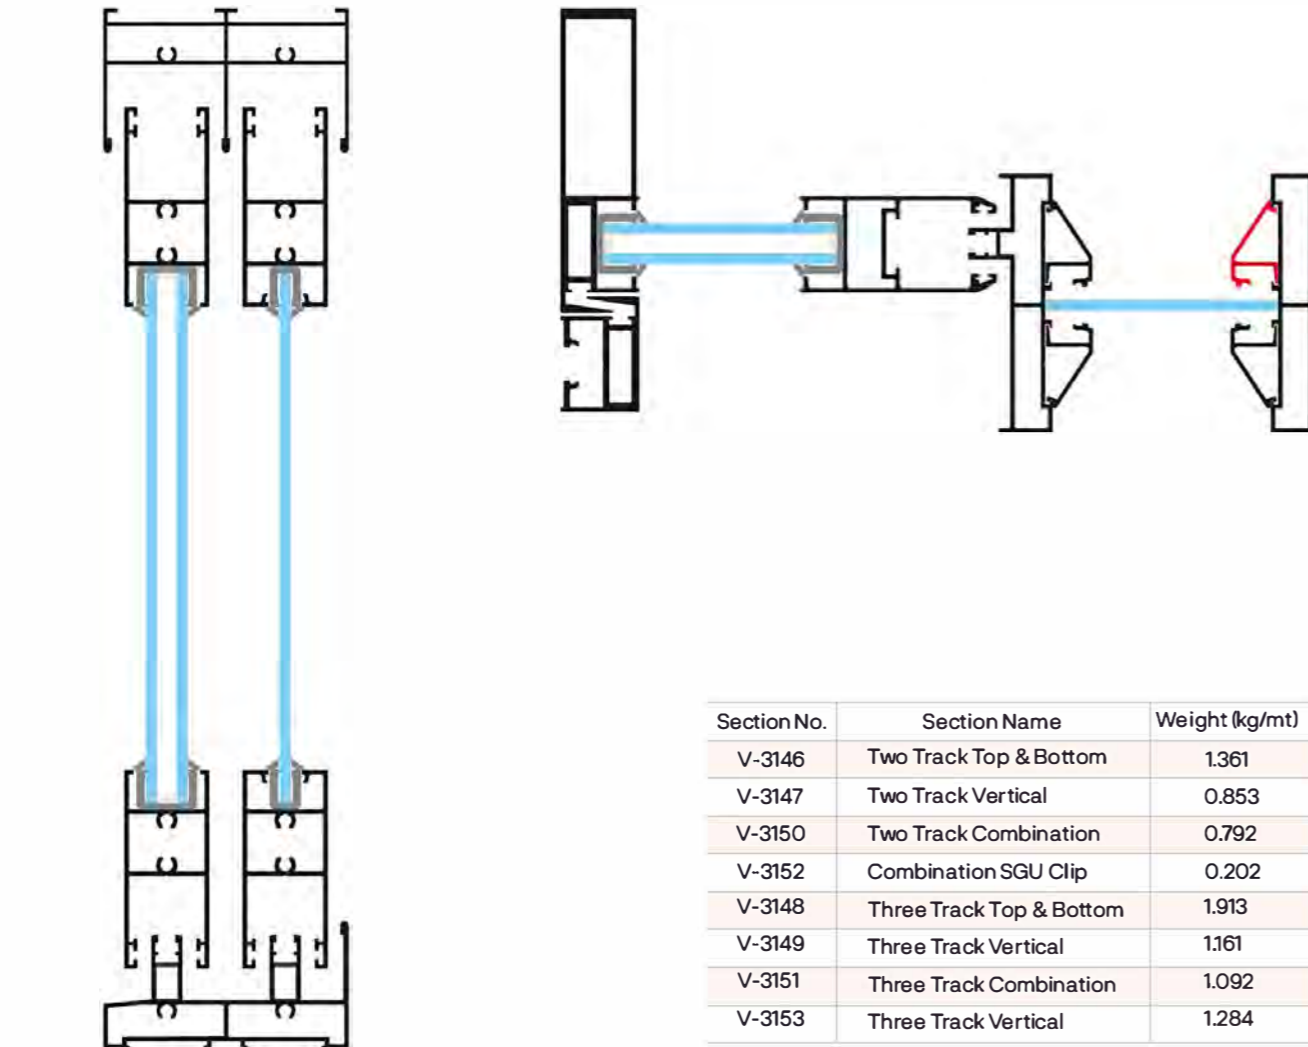 Section No. Section Name Weight (kg/mt)
V-3146 Two Track Top & Bottom 1.361
V-3147 Two Track Vertical 0.853
V-3150 Two Track Combination 0.792
V-3152 Combination SGU Clip 0.202
V-3148 Three Track Top & Bottom 1.913
V-3149 Three Track Vertical 1.161
V-3151 Three Track Combination 1.092
V-3153 Three Track Vertical 1.284